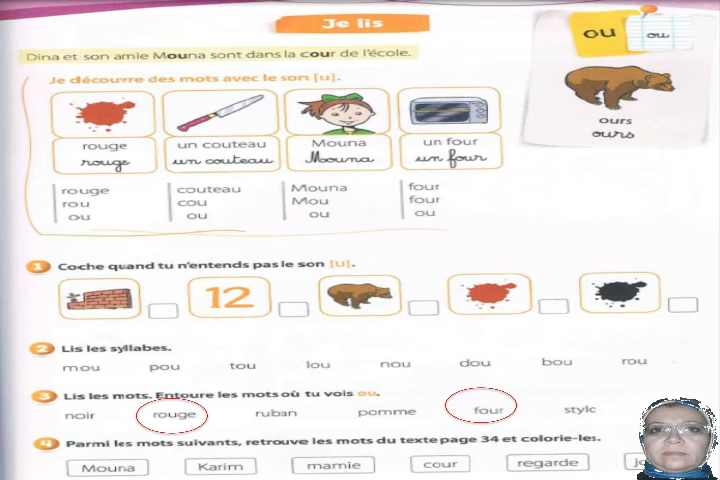 Je lis
ou ou
Dina et son amie Mouna sont dans la cour de l'école.
Je découvre des mots avec le son [u].
ours
ours
rouge un couteau Mouna un four
rouge un couteau Mouna un four
rouge couteau Mouna four
rou cou Mou four
ou ou ou ou
1 Coche quand tu n'entends pas le son [u].
12
2 Lis les syllabes.
mou pou tou lou nou dou bou rou
3 Lis les mots. Entoure les mots où tu vois ou.
noir rouge ruban pomme four stylc
4 Parmi les mots suivants, retrouve les mots du texte page 34 et colorie-les.
Mouna Karim mamie cour regarde